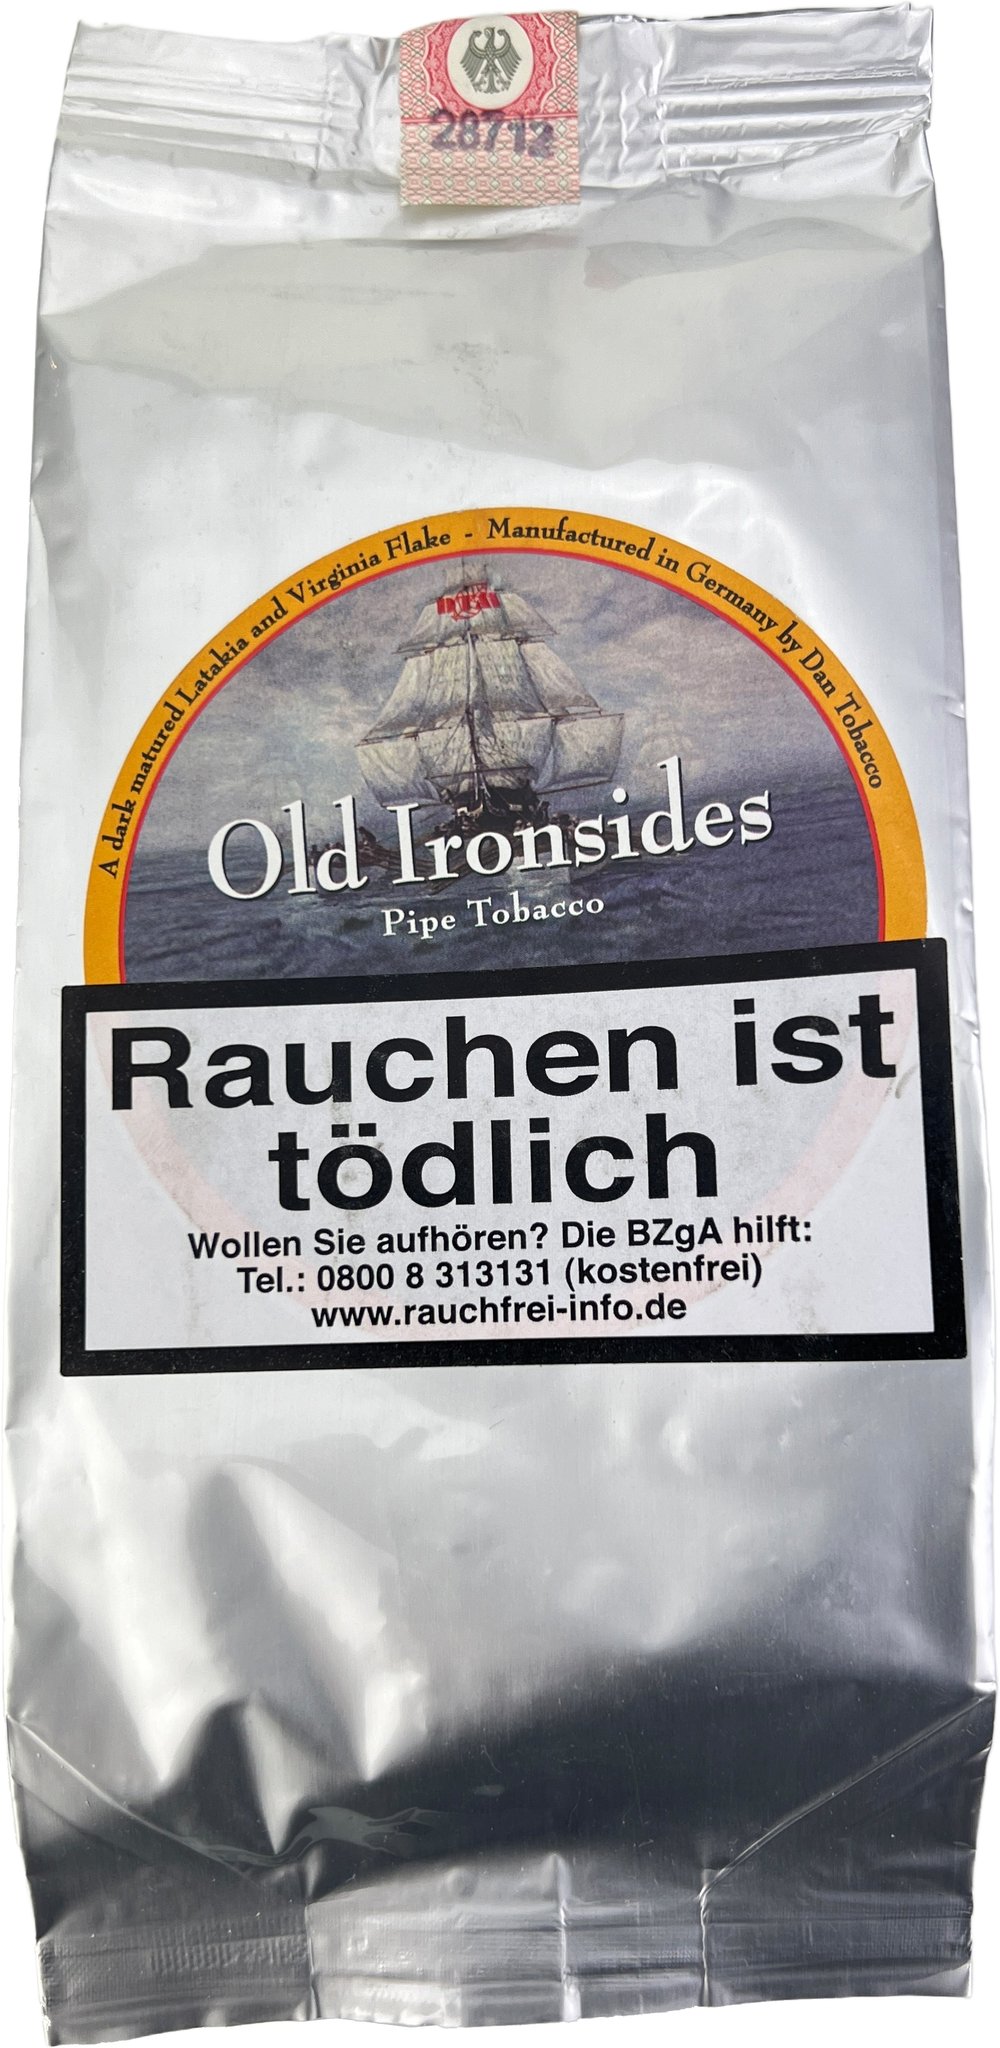 28712
A dark matured Latakia and Virginia Flake - Manufactured in Germany by Dan Tobacco
Old Ironsides
Pipe Tobacco
Rauchen ist
tödlich
Wollen Sie aufhören? Die BZgA hilft:
Tel.: 0800 8 313131 (kostenfrei)
www.rauchfrei-info.de